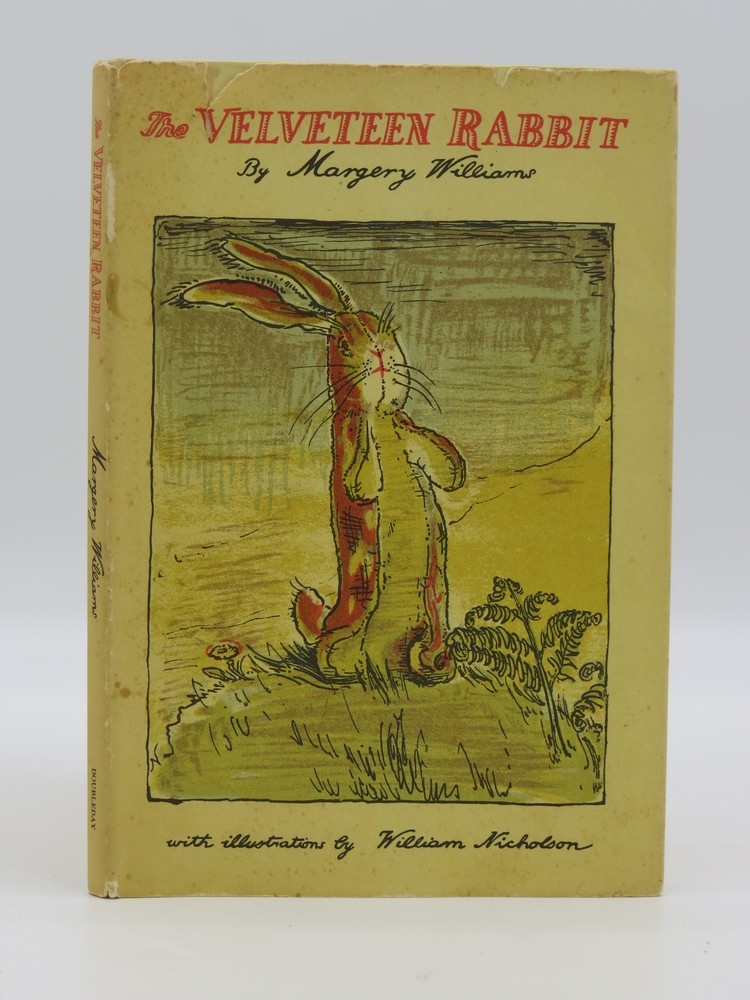 The VELVETEEN RABBIT
By Margery Williams
with illustrations by William Nicholson
The VELVETEEN RABBIT
Margery Williams
DOUBLEDAY